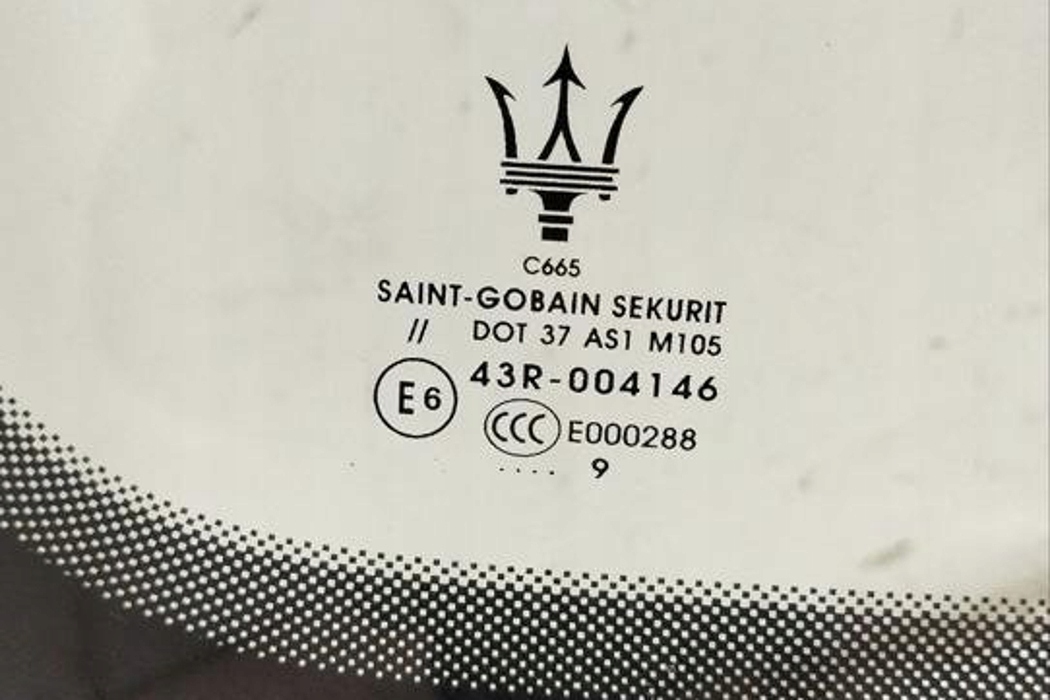 C665
SAINT-GOBAIN SEKURIT
// DOT 37 AS1 M105
E6 43R-004146
CCC E000288
.... 9